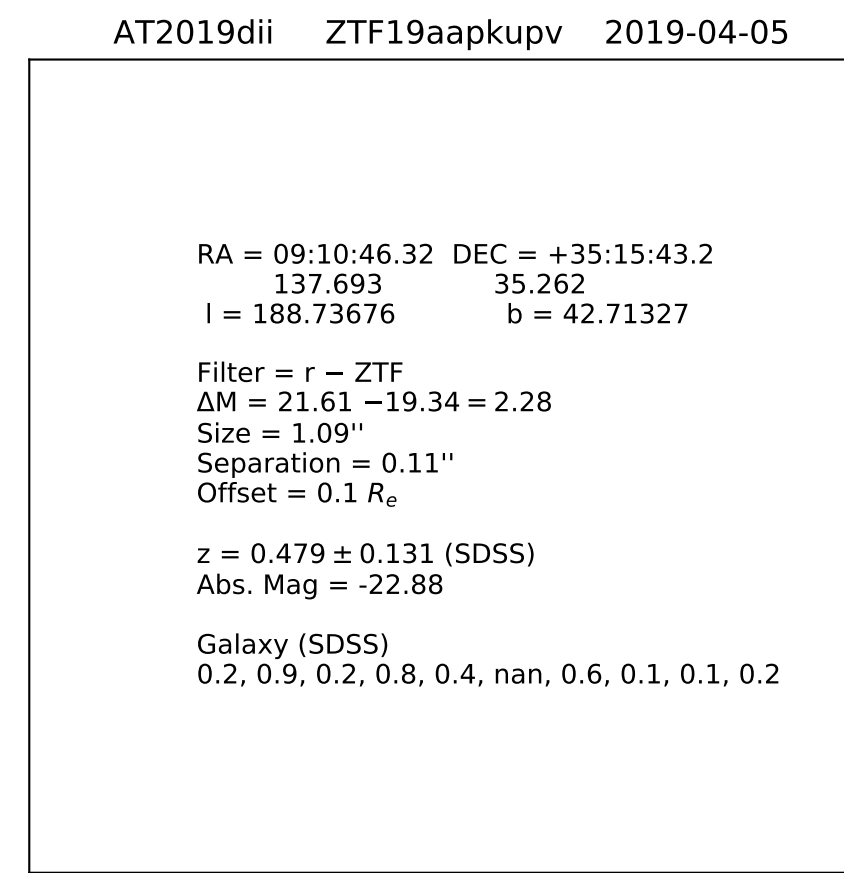 AT2019dii ZTF19aapkupv 2019-04-05
RA = 09:10:46.32 DEC = +35:15:43.2
137.693 35.262
l = 188.73676 b = 42.71327
Filter = r − ZTF
ΔM = 21.61 −19.34 = 2.28
Size = 1.09''
Separation = 0.11''
Offset = 0.1 Rₑ
z = 0.479 ± 0.131 (SDSS)
Abs. Mag = -22.88
Galaxy (SDSS)
0.2, 0.9, 0.2, 0.8, 0.4, nan, 0.6, 0.1, 0.1, 0.2